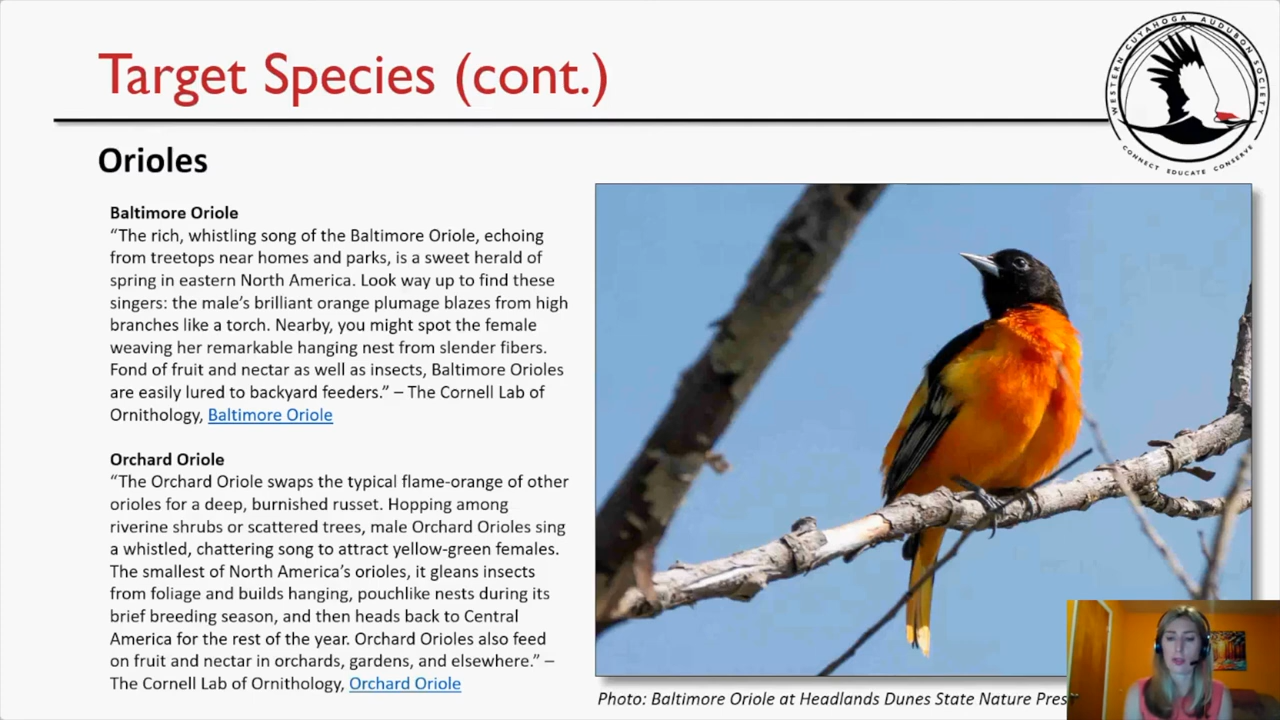 Target Species (cont.)
WESTERN CUYAHOGA AUDUBON SOCIETY
CONNECT EDUCATE CONSERVE
Orioles
Baltimore Oriole
“The rich, whistling song of the Baltimore Oriole, echoing
from treetops near homes and parks, is a sweet herald of
spring in eastern North America. Look way up to find these
singers: the male’s brilliant orange plumage blazes from high
branches like a torch. Nearby, you might spot the female
weaving her remarkable hanging nest from slender fibers.
Fond of fruit and nectar as well as insects, Baltimore Orioles
are easily lured to backyard feeders.” – The Cornell Lab of
Ornithology, Baltimore Oriole
Orchard Oriole
“The Orchard Oriole swaps the typical flame-orange of other
orioles for a deep, burnished russet. Hopping among
riverine shrubs or scattered trees, male Orchard Orioles sing
a whistled, chattering song to attract yellow-green females.
The smallest of North America’s orioles, it gleans insects
from foliage and builds hanging, pouchlike nests during its
brief breeding season, and then heads back to Central
America for the rest of the year. Orchard Orioles also feed
on fruit and nectar in orchards, gardens, and elsewhere.” –
The Cornell Lab of Ornithology, Orchard Oriole
Photo: Baltimore Oriole at Headlands Dunes State Nature